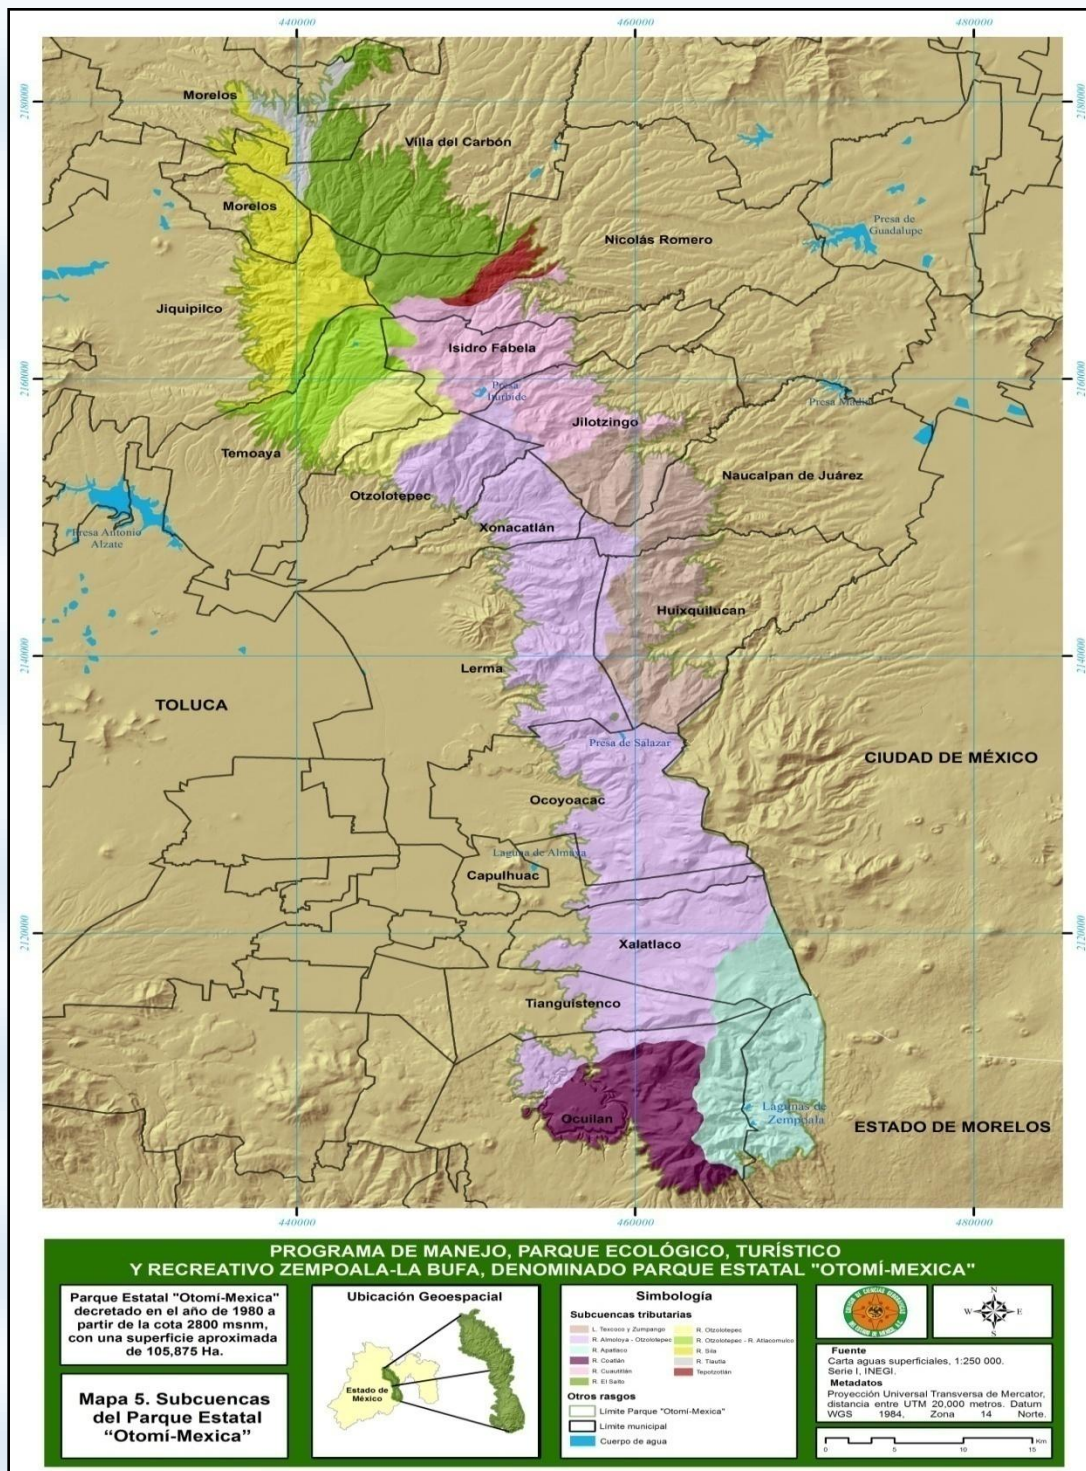 440000
460000
480000
2180000
2180000
Morelos
Villa del Carbón
Morelos
Nicolás Romero
Presa de
Guadalupe
Jiquipilco
Isidro Fabela
2160000
2160000
Presa
Iturbide
Presa Madín
Jilotzingo
Temoaya
Naucalpan de Juárez
Otzolotepec
Xonacatlán
Presa Antonio
Alzate
Huixquilucan
2140000
2140000
Lerma
TOLUCA
Presa de Salazar
CIUDAD DE MÉXICO
Ocoyoacac
Laguna de Almaya
Capulhuac
2120000
2120000
Xalatlaco
Tianguistenco
Ocuilan
Lagunas de
Zempoala
ESTADO DE MORELOS
440000
460000
480000
PROGRAMA DE MANEJO, PARQUE ECOLÓGICO, TURÍSTICO
Y RECREATIVO ZEMPOALA-LA BUFA, DENOMINADO PARQUE ESTATAL "OTOMÍ-MEXICA"
Parque Estatal "Otomí-Mexica"
decretado en el año de 1980 a
partir de la cota 2800 msnm,
con una superficie aproximada
de 105,875 Ha.
Mapa 5. Subcuencas
del Parque Estatal
“Otomí-Mexica”
Ubicación Geoespacial
Estado de
México
Simbología
Subcuencas tributarias
L. Texcoco y Zumpango
R. Almoloya - Otzolotepec
R. Apatlaco
R. Coatlán
R. Cuautitlán
R. El Salto
R. Otzolotepec
R. Otzolotepec - R. Atlacomulco
R. Sila
R. Tlautla
Tepotzotlán
Otros rasgos
Límite Parque "Otomí-Mexica"
Límite municipal
Cuerpo de agua
N
W
E
S
Fuente
Carta aguas superficiales, 1:250 000.
Serie I, INEGI.
Metadatos
Proyección Universal Transversa de Mercator,
distancia entre UTM 20,000 metros. Datum
WGS 1984, Zona 14 Norte.
Km
0
5
10
15